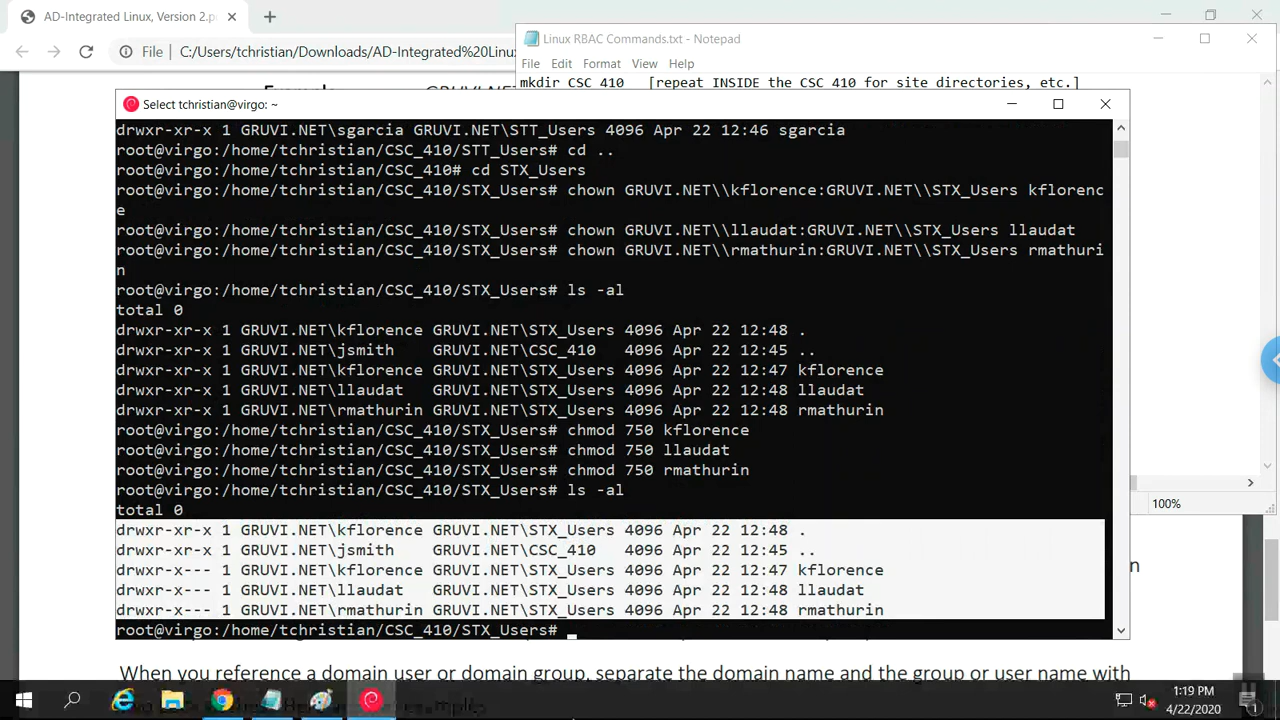 AD-Integrated Linux, Version 2.p
File
C:/Users/tchristian/Downloads/AD-Integrated%20Linux
Linux RBAC Commands.txt - Notepad
File Edit Format View Help
mkdir CSC_410 [repeat INSIDE the CSC 410 for site directories, etc.]
Select tchristian@virgo: ~
drwxr-xr-x 1 GRUVI.NET\sgarcia GRUVI.NET\STT_Users 4096 Apr 22 12:46 sgarcia
root@virgo:/home/tchristian/CSC_410/STT_Users# cd ..
root@virgo:/home/tchristian/CSC_410# cd STX_Users
root@virgo:/home/tchristian/CSC_410/STX_Users# chown GRUVI.NET\\kflorence:GRUVI.NET\\STX_Users kflorenc
e
root@virgo:/home/tchristian/CSC_410/STX_Users# chown GRUVI.NET\\llaudat:GRUVI.NET\\STX_Users llaudat
root@virgo:/home/tchristian/CSC_410/STX_Users# chown GRUVI.NET\\rmathurin:GRUVI.NET\\STX_Users rmathuri
n
root@virgo:/home/tchristian/CSC_410/STX_Users# ls -al
total 0
drwxr-xr-x 1 GRUVI.NET\kflorence GRUVI.NET\STX_Users 4096 Apr 22 12:48 .
drwxr-xr-x 1 GRUVI.NET\jsmith GRUVI.NET\CSC_410 4096 Apr 22 12:45 ..
drwxr-xr-x 1 GRUVI.NET\kflorence GRUVI.NET\STX_Users 4096 Apr 22 12:47 kflorence
drwxr-xr-x 1 GRUVI.NET\llaudat GRUVI.NET\STX_Users 4096 Apr 22 12:48 llaudat
drwxr-xr-x 1 GRUVI.NET\rmathurin GRUVI.NET\STX_Users 4096 Apr 22 12:48 rmathurin
root@virgo:/home/tchristian/CSC_410/STX_Users# chmod 750 kflorence
root@virgo:/home/tchristian/CSC_410/STX_Users# chmod 750 llaudat
root@virgo:/home/tchristian/CSC_410/STX_Users# chmod 750 rmathurin
root@virgo:/home/tchristian/CSC_410/STX_Users# ls -al
total 0
drwxr-xr-x 1 GRUVI.NET\kflorence GRUVI.NET\STX_Users 4096 Apr 22 12:48 .
drwxr-xr-x 1 GRUVI.NET\jsmith GRUVI.NET\CSC_410 4096 Apr 22 12:45 ..
drwxr-x--- 1 GRUVI.NET\kflorence GRUVI.NET\STX_Users 4096 Apr 22 12:47 kflorence
drwxr-x--- 1 GRUVI.NET\llaudat GRUVI.NET\STX_Users 4096 Apr 22 12:48 llaudat
drwxr-x--- 1 GRUVI.NET\rmathurin GRUVI.NET\STX_Users 4096 Apr 22 12:48 rmathurin
root@virgo:/home/tchristian/CSC_410/STX_Users#
100%
n
When you reference a domain user or domain group, separate the domain name and the group or user name with
1:19 PM
4/22/2020
1